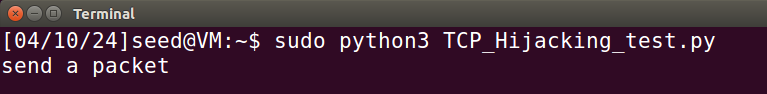 Terminal
[04/10/24]seed@VM:~$ sudo python3 TCP_Hijacking_test.py
send a packet